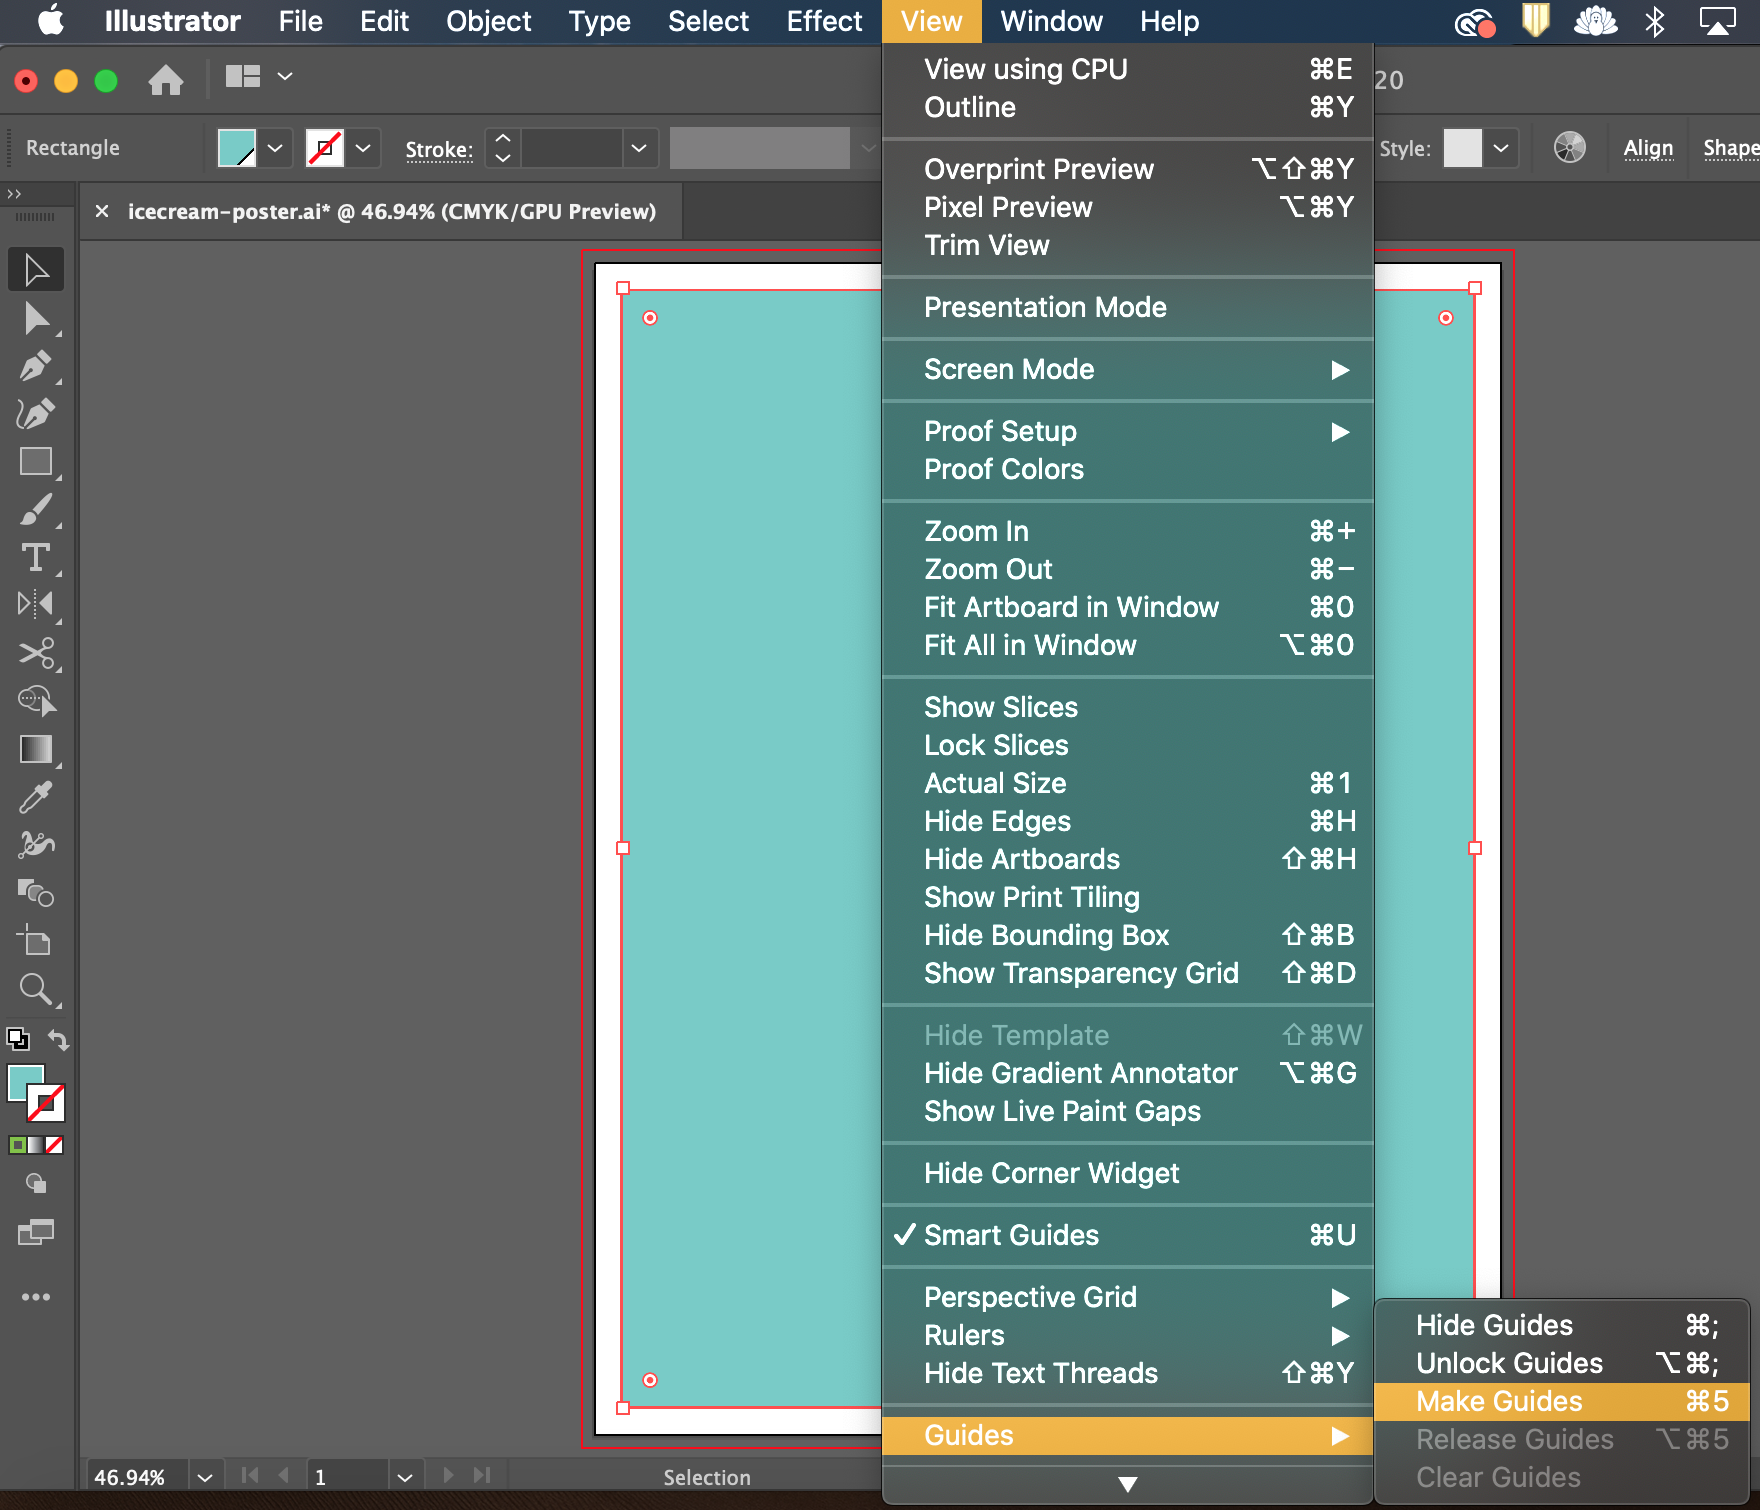 Illustrator File Edit Object Type Select Effect View Window Help
20
Rectangle Stroke: Style: Align Shape
× icecream-poster.ai* @ 46.94% (CMYK/GPU Preview)
View using CPU ⌘E
Outline ⌘Y
Overprint Preview ⌥⇧⌘Y
Pixel Preview ⌥⌘Y
Trim View
Presentation Mode
Screen Mode
Proof Setup
Proof Colors
Zoom In ⌘+
Zoom Out ⌘−
Fit Artboard in Window ⌘0
Fit All in Window ⌥⌘0
Show Slices
Lock Slices
Actual Size ⌘1
Hide Edges ⌘H
Hide Artboards ⇧⌘H
Show Print Tiling
Hide Bounding Box ⇧⌘B
Show Transparency Grid ⇧⌘D
Hide Template ⇧⌘W
Hide Gradient Annotator ⌥⌘G
Show Live Paint Gaps
Hide Corner Widget
✓ Smart Guides ⌘U
Perspective Grid
Rulers
Hide Text Threads ⇧⌘Y
Guides
Hide Guides ⌘;
Unlock Guides ⌥⌘;
Make Guides ⌘5
Release Guides ⌥⌘5
Clear Guides
46.94% 1 Selection